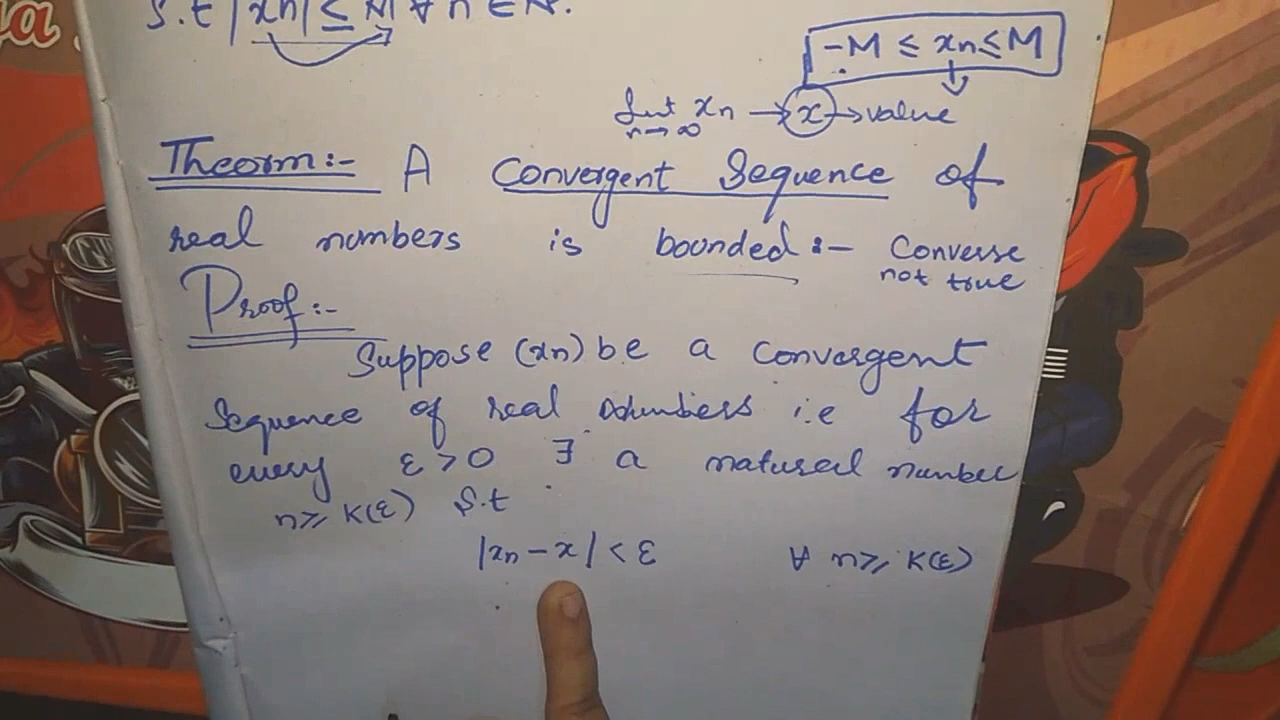 S.t |xn| ≤ M ∀ n ∈ N.
-M ≤ xn ≤ M
Limit xn → x → value
n→∞
Theorm:- A Convergent Sequence of
real numbers is bounded :- Converse
not true
Proof:-
Suppose (xn) be a Convergent
Sequence of real numbers i.e for
every ε > 0 ∃ a natural number
n ≥ K(ε) S.t
|xn - x| < ε ∀ n ≥ K(ε)